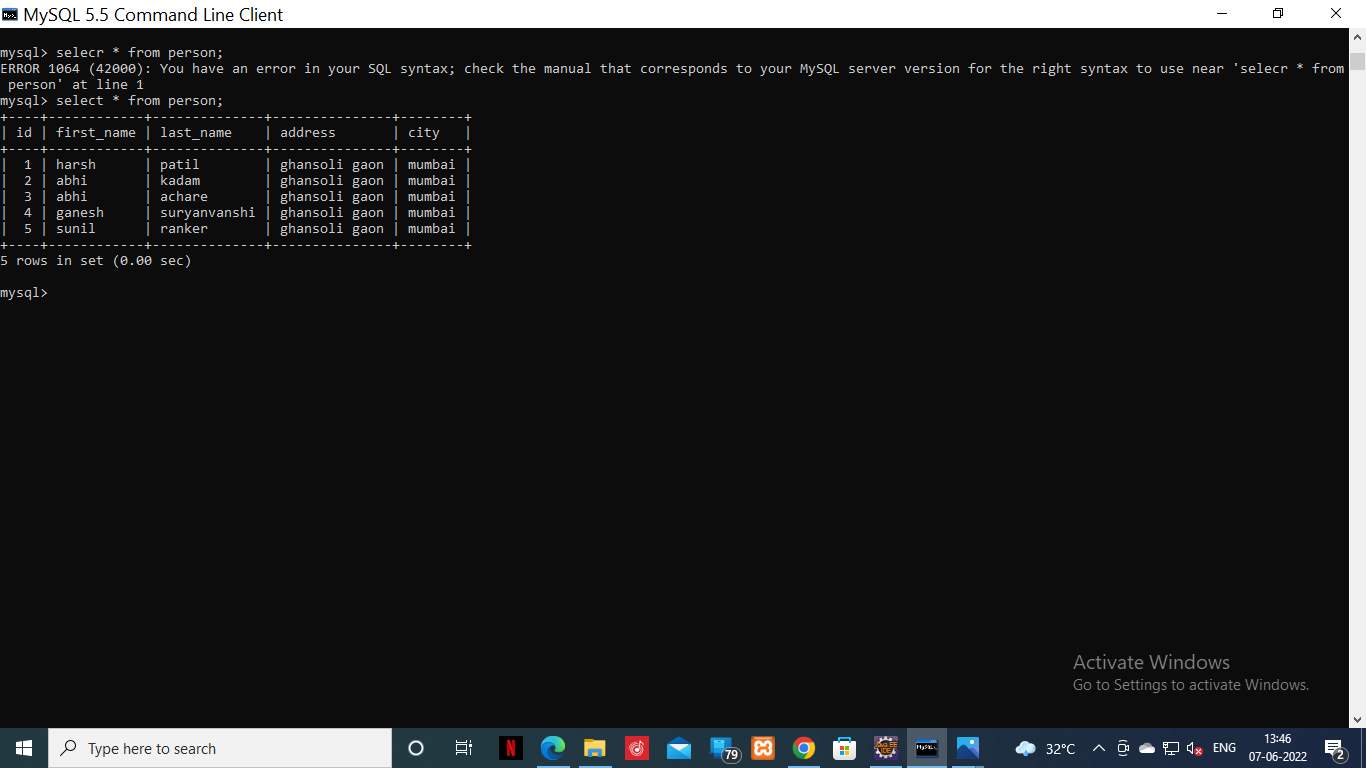 MySQL 5.5 Command Line Client
mysql> selecr * from person;
ERROR 1064 (42000): You have an error in your SQL syntax; check the manual that corresponds to your MySQL server version for the right syntax to use near 'selecr * from
 person' at line 1
mysql> select * from person;
+----+------------+--------------+---------------+--------+
| id | first_name | last_name    | address       | city   |
+----+------------+--------------+---------------+--------+
|  1 | harsh      | patil        | ghansoli gaon | mumbai |
|  2 | abhi       | kadam        | ghansoli gaon | mumbai |
|  3 | abhi       | achare       | ghansoli gaon | mumbai |
|  4 | ganesh     | suryanvanshi | ghansoli gaon | mumbai |
|  5 | sunil      | ranker       | ghansoli gaon | mumbai |
+----+------------+--------------+---------------+--------+
5 rows in set (0.00 sec)
mysql>
Activate Windows
Go to Settings to activate Windows.
Type here to search
N
79
MySQL
32°C
ENG
13:46
07-06-2022
2